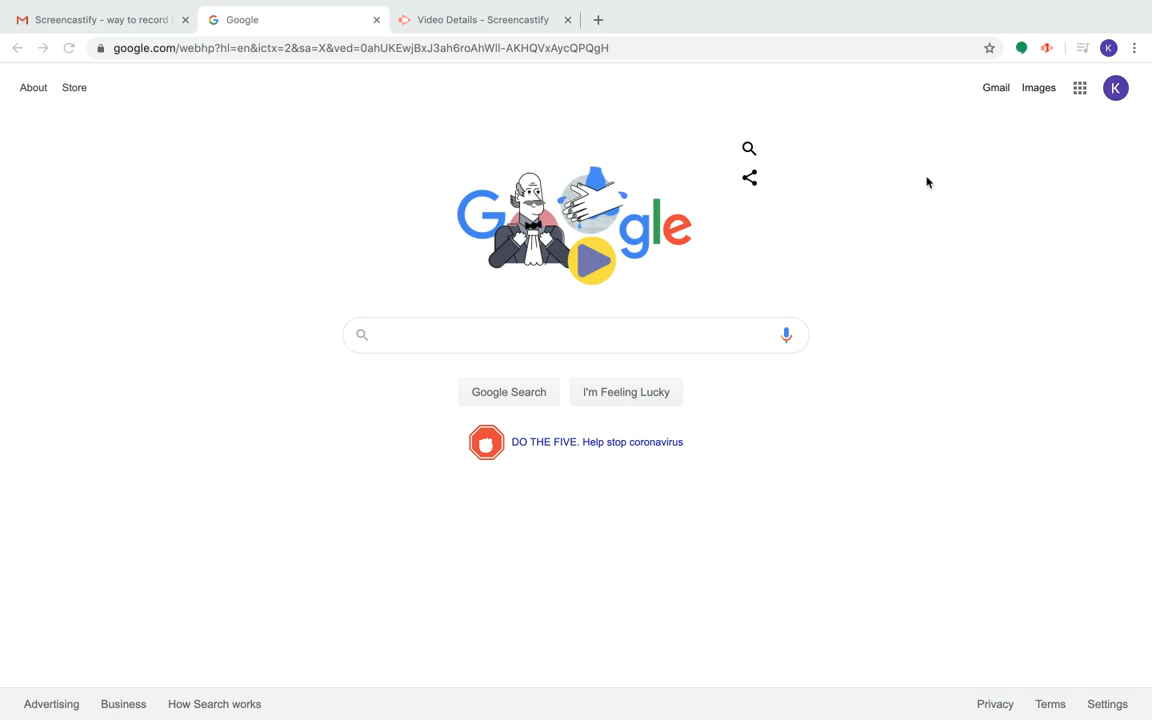 Screencastify - way to record
Google
Video Details - Screencastify
google.com/webhp?hl=en&ictx=2&sa=X&ved=0ahUKEwjBxJ3ah6roAhWIl-AKHQVxAycQPQgH
K
About
Store
Gmail
Images
K
Google
Google Search
I'm Feeling Lucky
DO THE FIVE. Help stop coronavirus
Advertising
Business
How Search works
Privacy
Terms
Settings